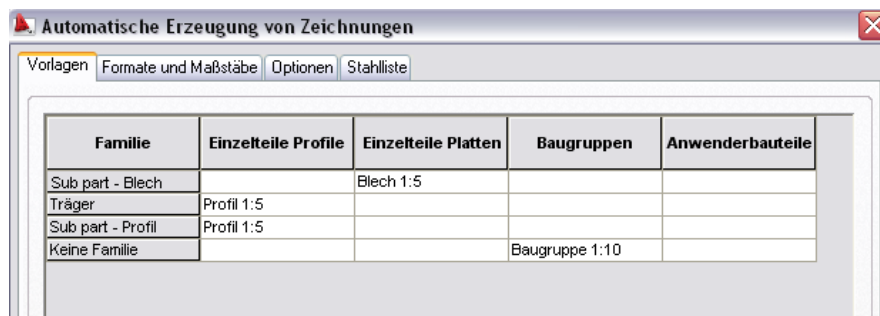 Automatische Erzeugung von Zeichnungen
Vorlagen Formate und Maßstäbe Optionen Stahlliste
Familie Einzelteile Profile Einzelteile Platten Baugruppen Anwenderbauteile
Sub part - Blech Blech 1:5
Träger Profil 1:5
Sub part - Profil Profil 1:5
Keine Familie Baugruppe 1:10